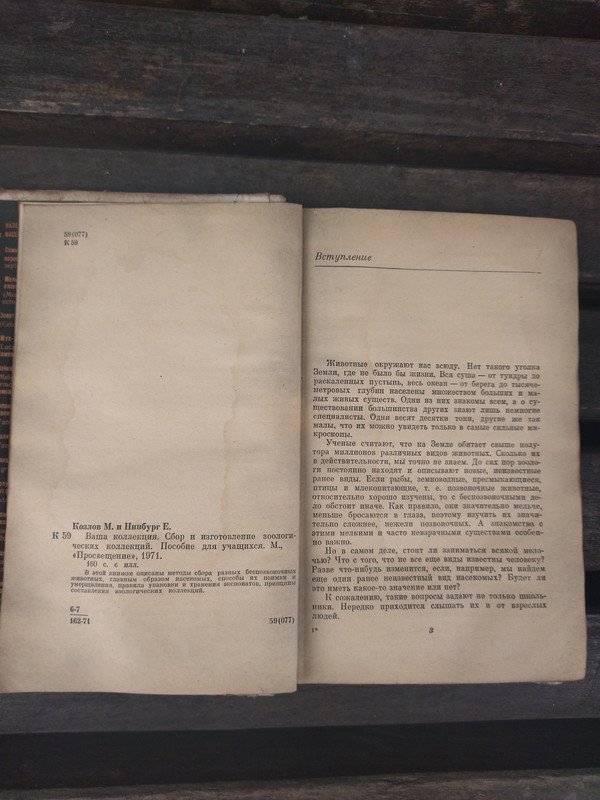 59(077)
К 59
Козлов М. и Нинбург Е.
К 59 Ваша коллекция. Сбор и изготовление зоологи-
ческих коллекций. Пособие для учащихся. М.,
«Просвещение», 1971.
160 с. с илл.
В этой книжке описаны методы сбора разных беспозвоночных
животных, главным образом насекомых, способы их поимки и
умерщвления, правила упаковки и хранения экспонатов, принципы
составления зоологических коллекций.
6-7
162-71
59(077)
Вступление
Животные окружают нас всюду. Нет такого уголка
Земли, где не было бы жизни. Вся суша — от тундры до
раскаленных пустынь, весь океан — от берега до тысяче-
метровых глубин населены множеством больших и ма-
лых живых существ. Одни из них знакомы всем, а о су-
ществовании большинства других знают лишь немногие
специалисты. Одни весят десятки тонн, другие же так
малы, что их можно увидеть только в самые сильные ми-
кроскопы.
Ученые считают, что на Земле обитает свыше полу-
тора миллионов различных видов животных. Сколько их
в действительности, мы точно не знаем. До сих пор зооло-
ги постоянно находят и описывают новые, неизвестные
ранее виды. Если рыбы, земноводные, пресмыкающиеся,
птицы и млекопитающие, т. е. позвоночные животные,
относительно хорошо изучены, то с беспозвоночными де-
ло обстоит иначе. Как правило, они значительно мельче,
меньше бросаются в глаза, поэтому изучить их значи-
тельно сложнее, нежели позвоночных. А знакомство с
этими мелкими и часто невзрачными существами особен-
но важно.
Но в самом деле, стоит ли заниматься всякой мело-
чью? Что с того, что не все еще виды известны человеку?
Разве что-нибудь изменится, если, например, мы найдем
еще один ранее неизвестный вид насекомых? Будет ли
это иметь какое-то значение или нет?
К сожалению, такие вопросы задают не только школь-
ники. Нередко приходится слышать их и от взрослых
людей.
1*
3